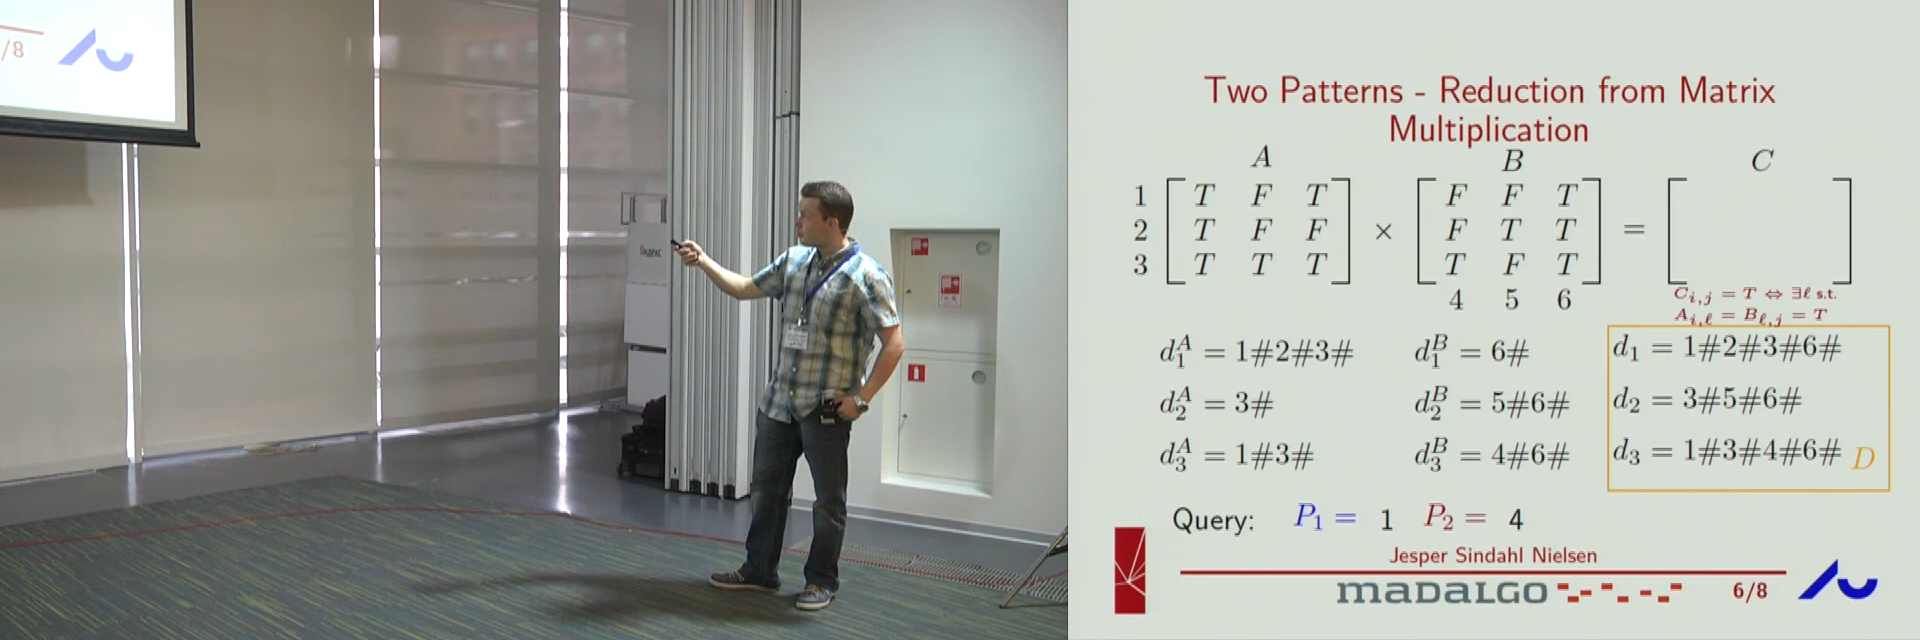 /8
Яндекс
Two Patterns - Reduction from Matrix
Multiplication
A B C
1 [ T F T ] × [ F F T ] = [ ]
2 [ T F F ] [ F T T ]
3 [ T T T ] [ T F T ]
4 5 6
C_{i,j} = T ⇔ ∃ℓ s.t.
A_{i,ℓ} = B_{ℓ,j} = T
d_1^A = 1#2#3# d_1^B = 6# d_1 = 1#2#3#6#
d_2^A = 3# d_2^B = 5#6# d_2 = 3#5#6#
d_3^A = 1#3# d_3^B = 4#6# d_3 = 1#3#4#6# D
Query: P_1 = 1 P_2 = 4
Jesper Sindahl Nielsen
maDaLGO
6/8